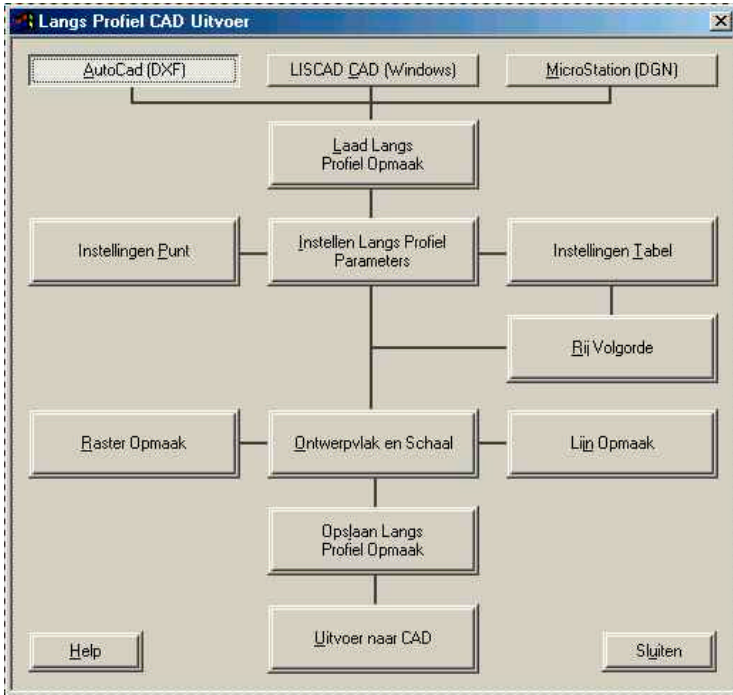 Langs Profiel CAD Uitvoer
AutoCad (DXF)
LISCAD CAD (Windows)
MicroStation (DGN)
Laad Langs
Profiel Opmaak
Instellingen Punt
Instellen Langs Profiel
Parameters
Instellingen Tabel
Rij Volgorde
Raster Opmaak
Ontwerpvlak en Schaal
Lijn Opmaak
Opslaan Langs
Profiel Opmaak
Uitvoer naar CAD
Help
Sluiten